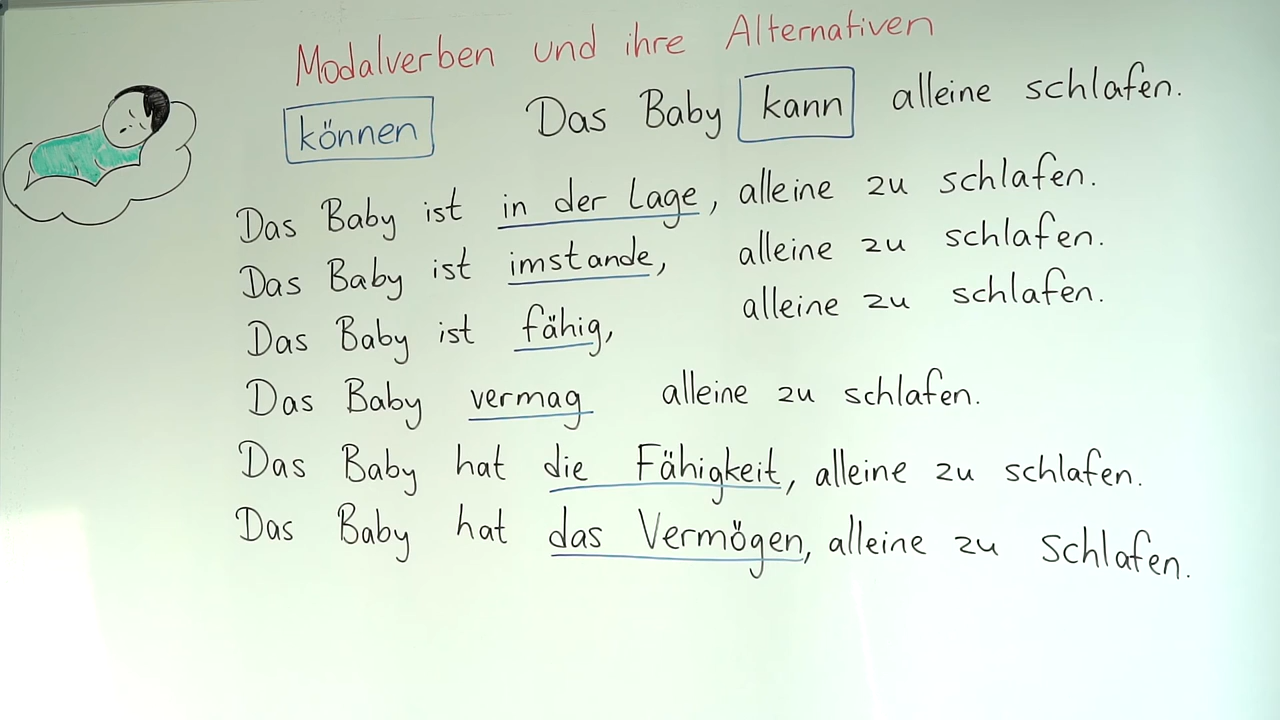 Modalverben und ihre Alternativen
können Das Baby kann alleine schlafen.
Das Baby ist in der Lage, alleine zu schlafen.
Das Baby ist imstande, alleine zu schlafen.
Das Baby ist fähig, alleine zu schlafen.
Das Baby vermag alleine zu schlafen.
Das Baby hat die Fähigkeit, alleine zu schlafen.
Das Baby hat das Vermögen, alleine zu schlafen.